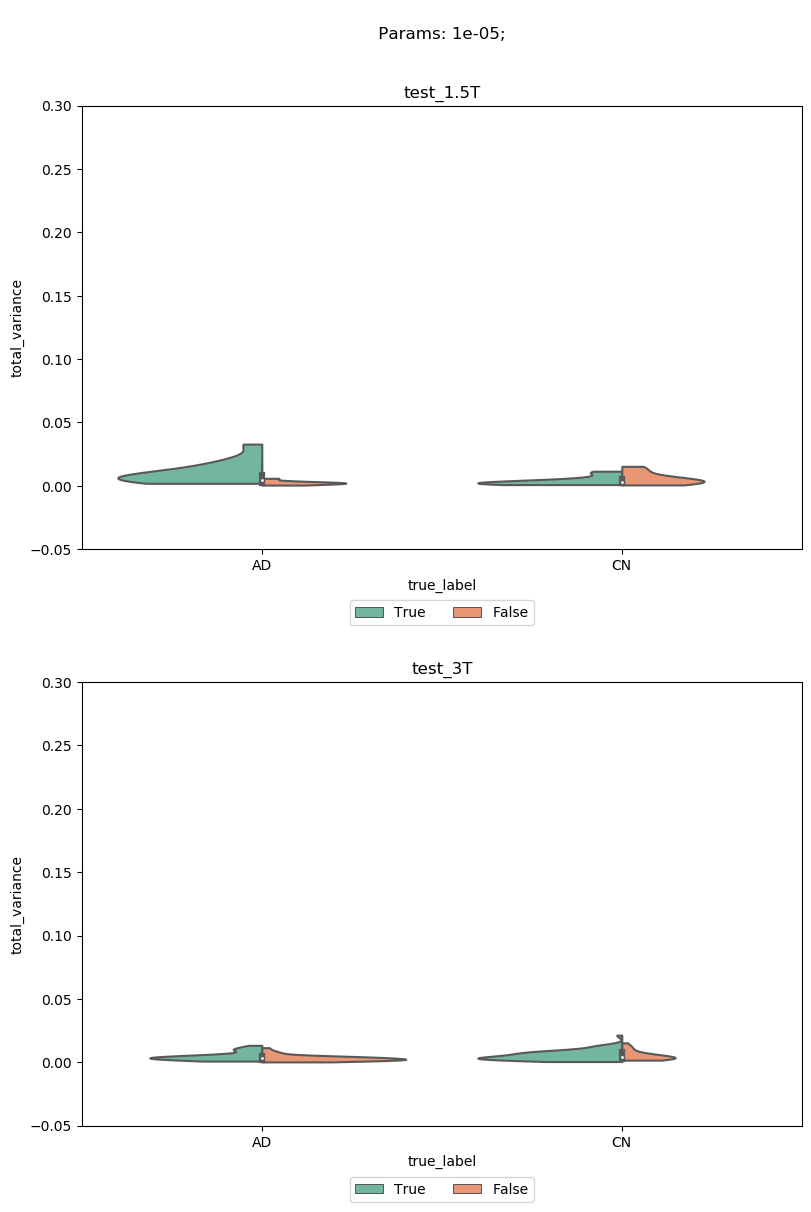 Params: 1e-05;
test_1.5T
0.30
0.25
0.20
0.15
0.10
0.05
0.00
−0.05
total_variance
AD CN
true_label
True False
test_3T
0.30
0.25
0.20
0.15
0.10
0.05
0.00
−0.05
total_variance
AD CN
true_label
True False